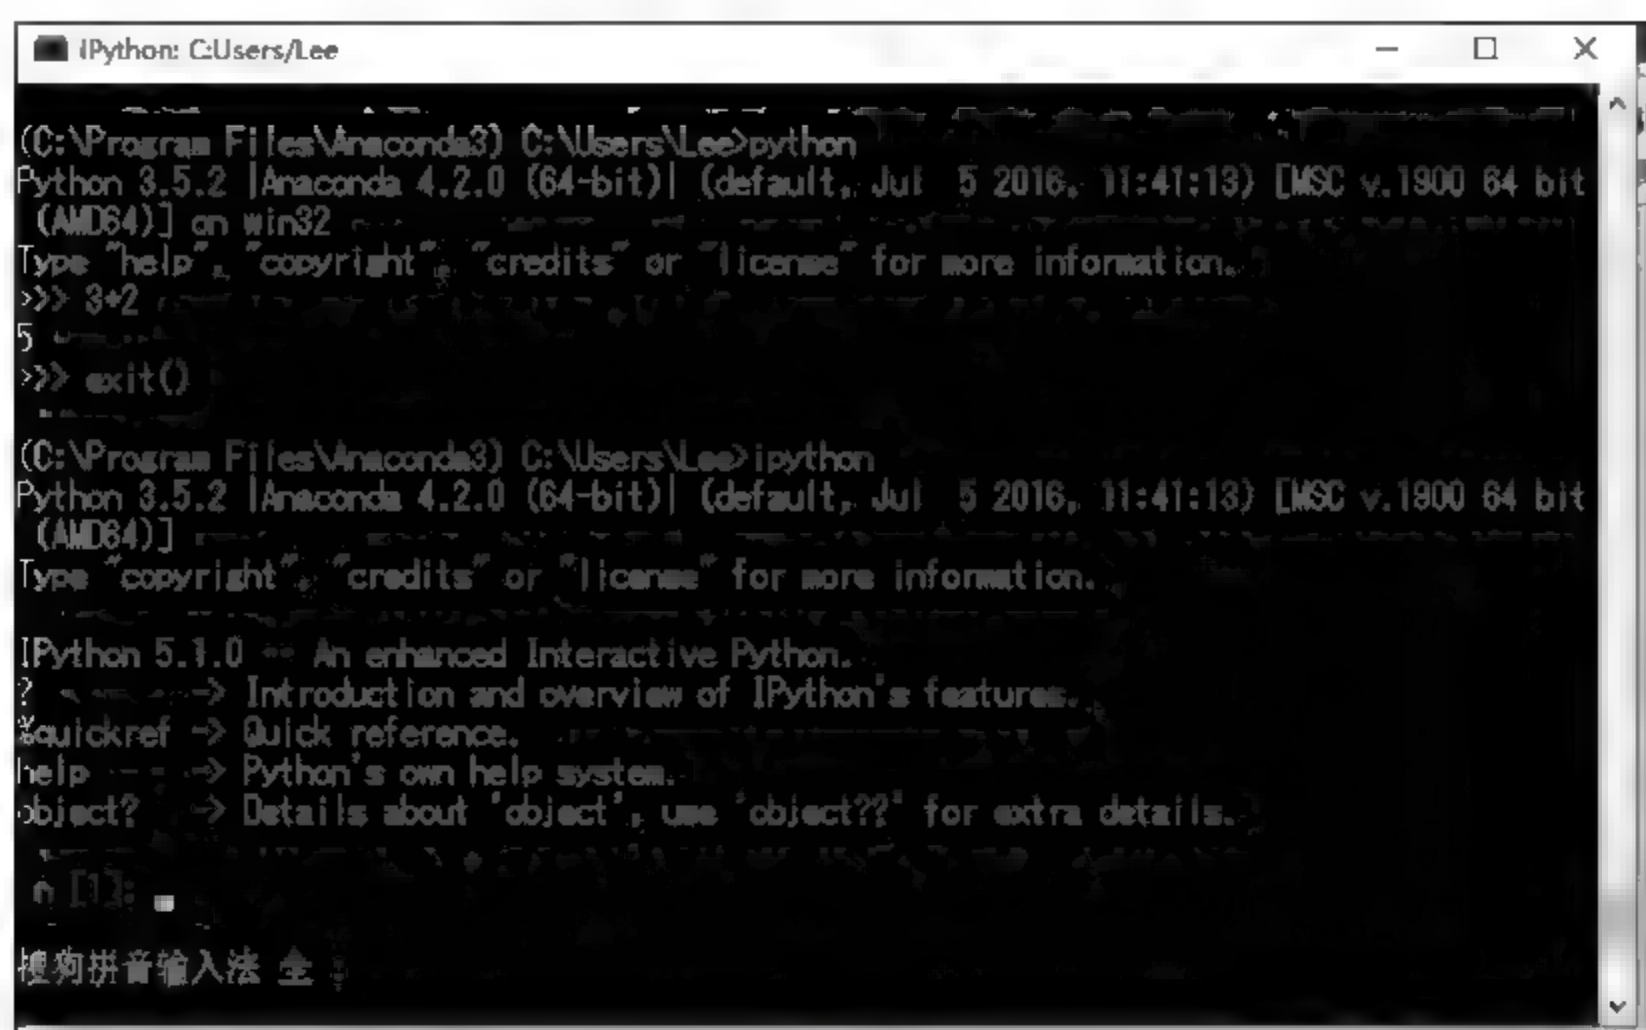 IPython: C:Users/Lee
(C:\Program Files\Anaconda3) C:\Users\Lee>python
Python 3.5.2 |Anaconda 4.2.0 (64-bit)| (default, Jul  5 2016, 11:41:13) [MSC v.1900 64 bit
(AMD64)] on win32
Type "help", "copyright", "credits" or "license" for more information.
>>> 3+2
5
>>> exit()
(C:\Program Files\Anaconda3) C:\Users\Lee>ipython
Python 3.5.2 |Anaconda 4.2.0 (64-bit)| (default, Jul  5 2016, 11:41:13) [MSC v.1900 64 bit
(AMD64)]
Type "copyright", "credits" or "license" for more information.
IPython 5.1.0 -- An enhanced Interactive Python.
?         -> Introduction and overview of IPython's features.
%quickref -> Quick reference.
help      -> Python's own help system.
object?   -> Details about 'object', use 'object??' for extra details.
In [1]:
搜狗拼音输入法 全